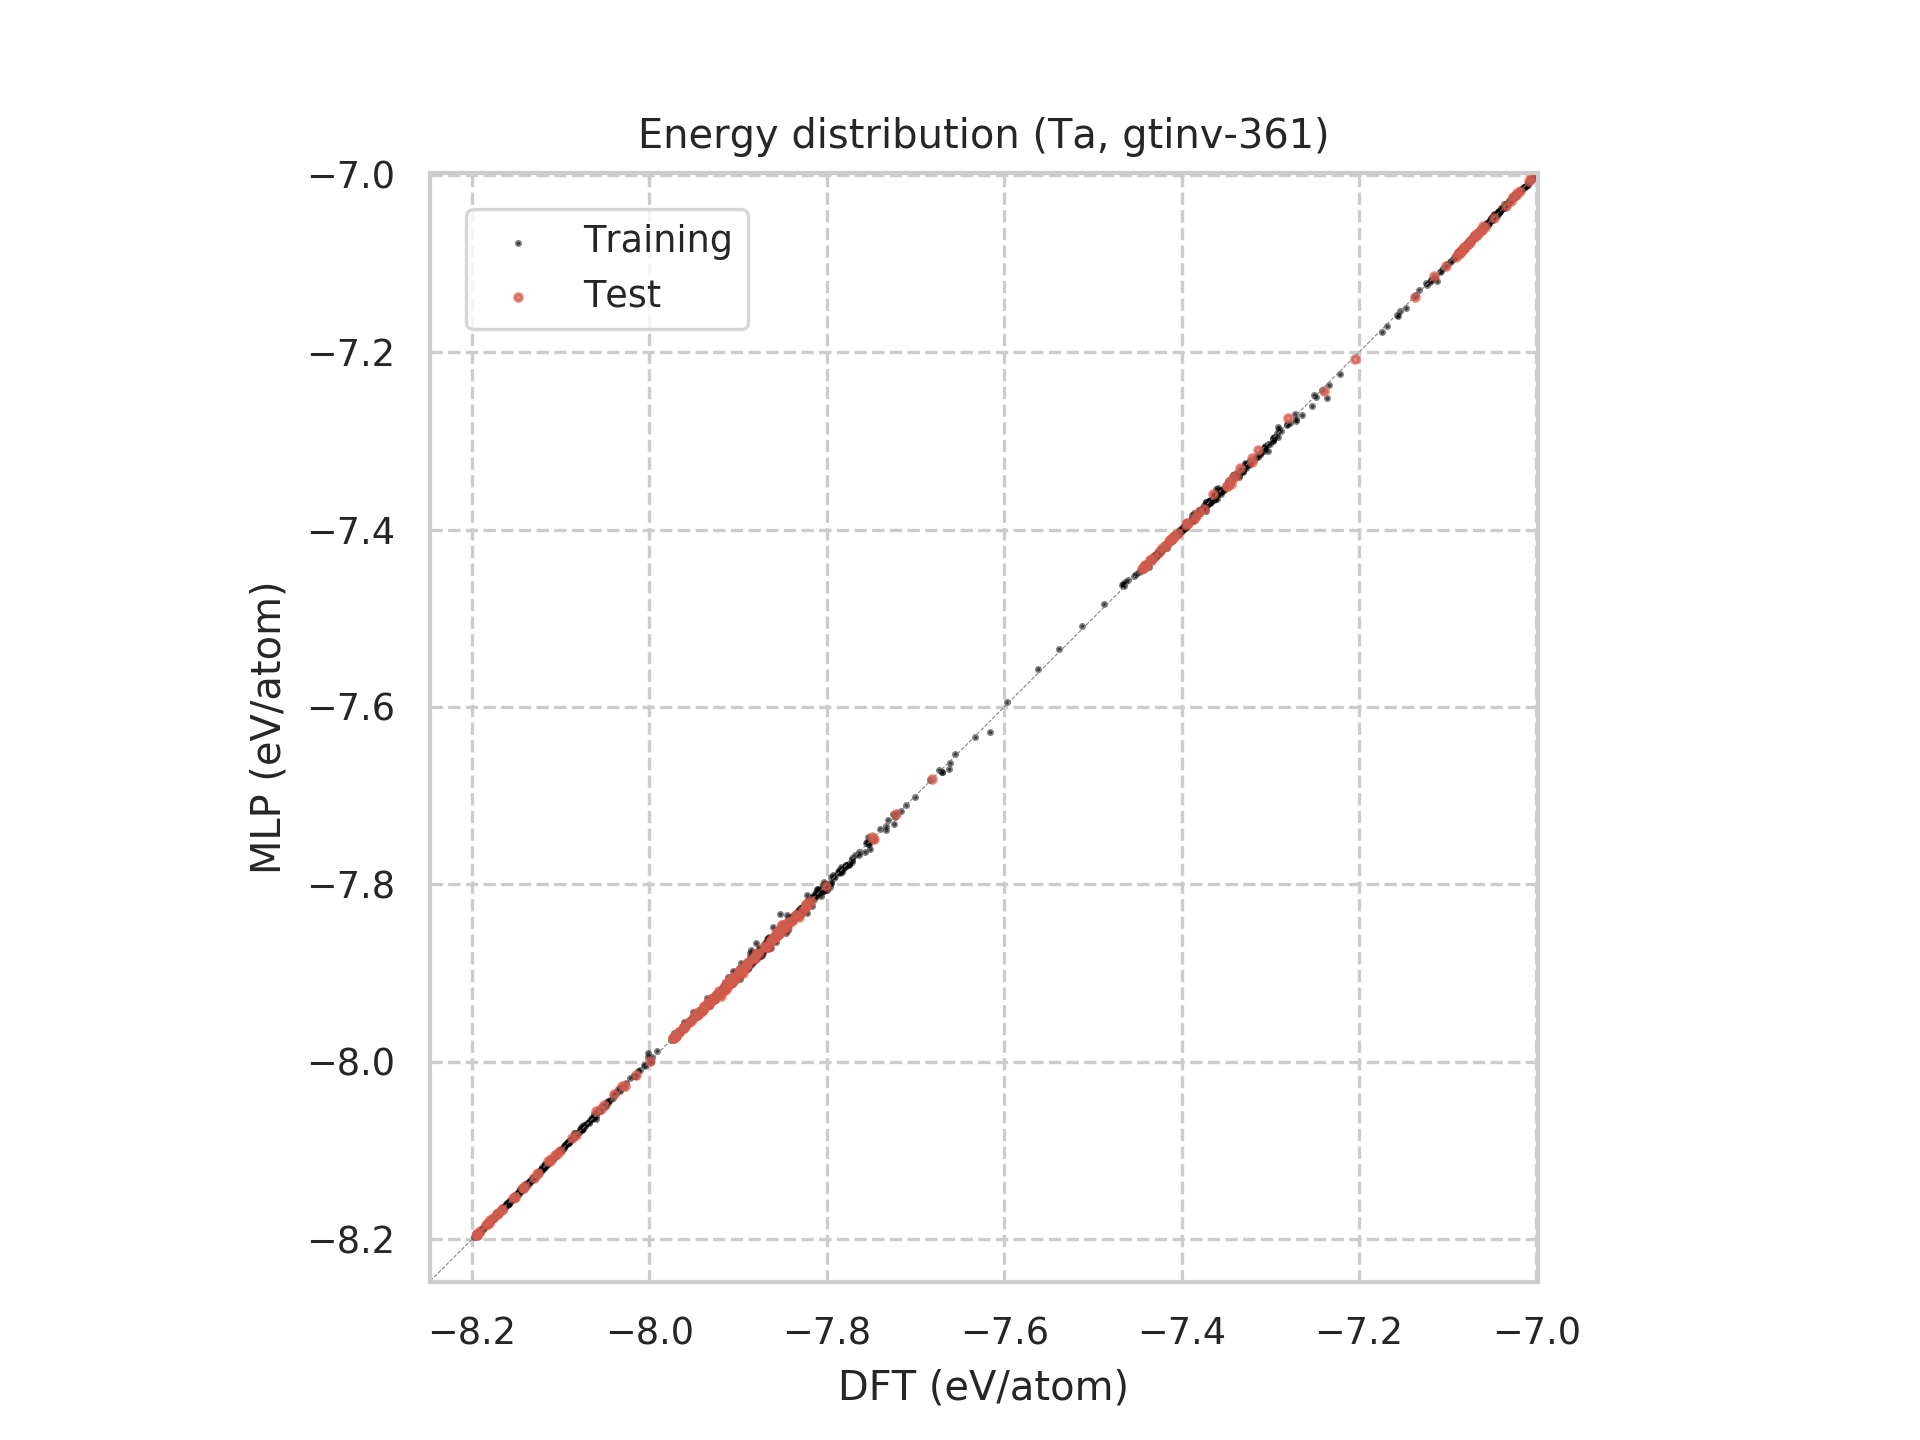 Energy distribution (Ta, gtinv-361)
Training
Test
MLP (eV/atom)
−7.0
−7.2
−7.4
−7.6
−7.8
−8.0
−8.2
−8.2 −8.0 −7.8 −7.6 −7.4 −7.2 −7.0
DFT (eV/atom)